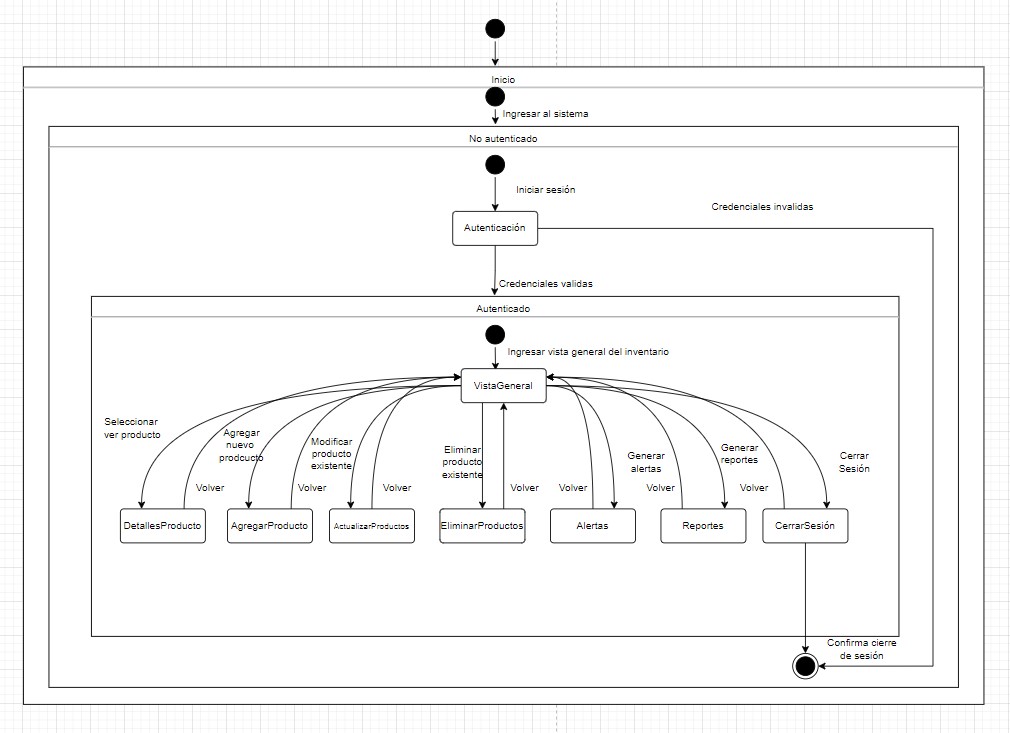 Inicio
Ingresar al sistema
No autenticado
Iniciar sesión
Credenciales invalidas
Autenticación
Credenciales validas
Autenticado
Ingresar vista general del inventario
VistaGeneral
Seleccionar
ver producto
Agregar
nuevo
prodcucto
Modificar
producto
existente
Eliminar
producto
existente
Generar
alertas
Generar
reportes
Cerrar
Sesión
Volver
Volver
Volver
Volver
Volver
Volver
Volver
DetallesProducto
AgregarProducto
ActualizarProductos
EliminarProductos
Alertas
Reportes
CerrarSesión
Confirma cierre
de sesión